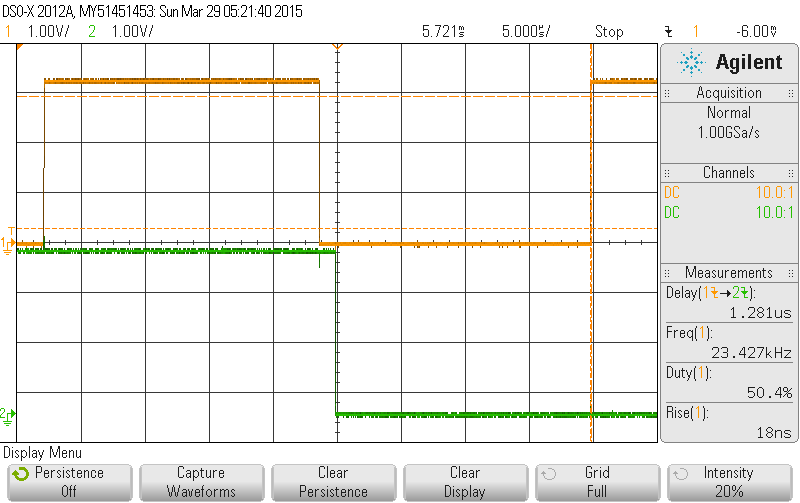 DSO-X 2012A, MY51451453: Sun Mar 29 05:21:40 2015
1 1.00V/ 2 1.00V/ 5.721s 5.000s/ Stop 1 -6.00V
Agilent
Acquisition
Normal
1.00GSa/s
Channels
DC 10.0:1
DC 10.0:1
Measurements
Delay(1→2):
1.281us
Freq(1):
23.427kHz
Duty(1):
50.4%
Rise(1):
18ns
T
1
2
Display Menu
Persistence
Off
Capture
Waveforms
Clear
Persistence
Clear
Display
Grid
Full
Intensity
20%